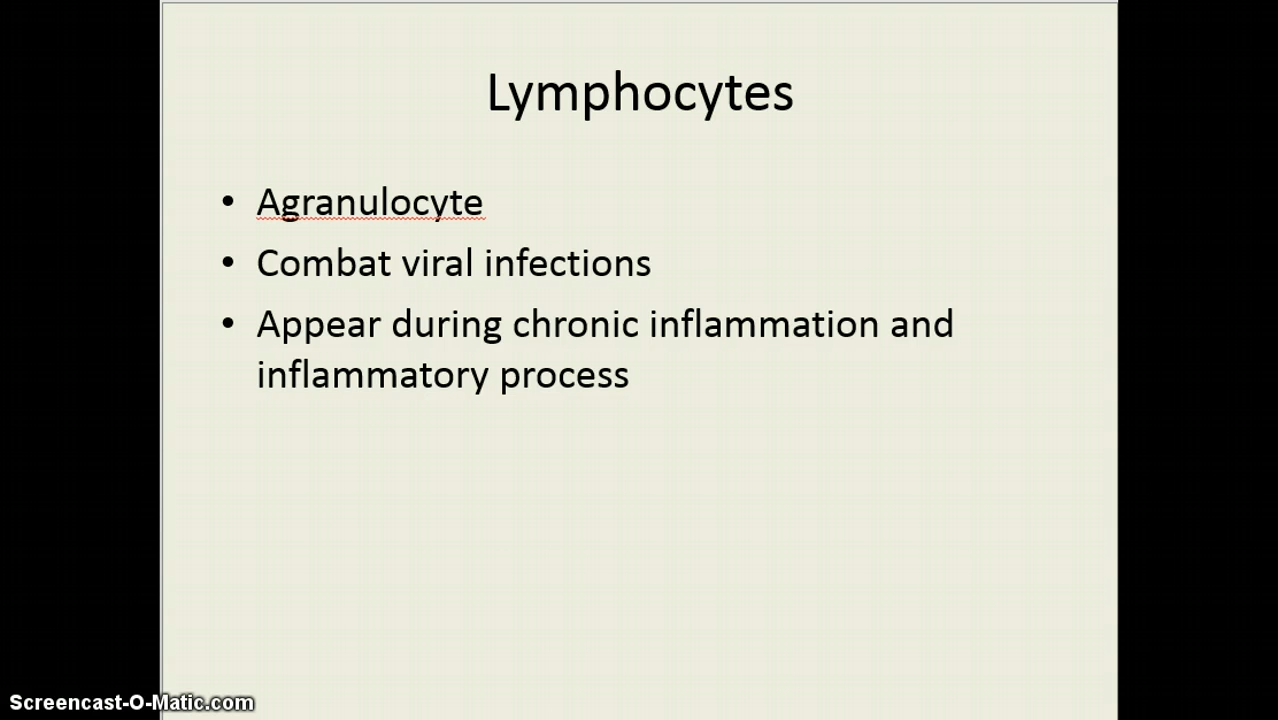 Lymphocytes
• Agranulocyte
• Combat viral infections
• Appear during chronic inflammation and
inflammatory process
Screencast-O-Matic.com